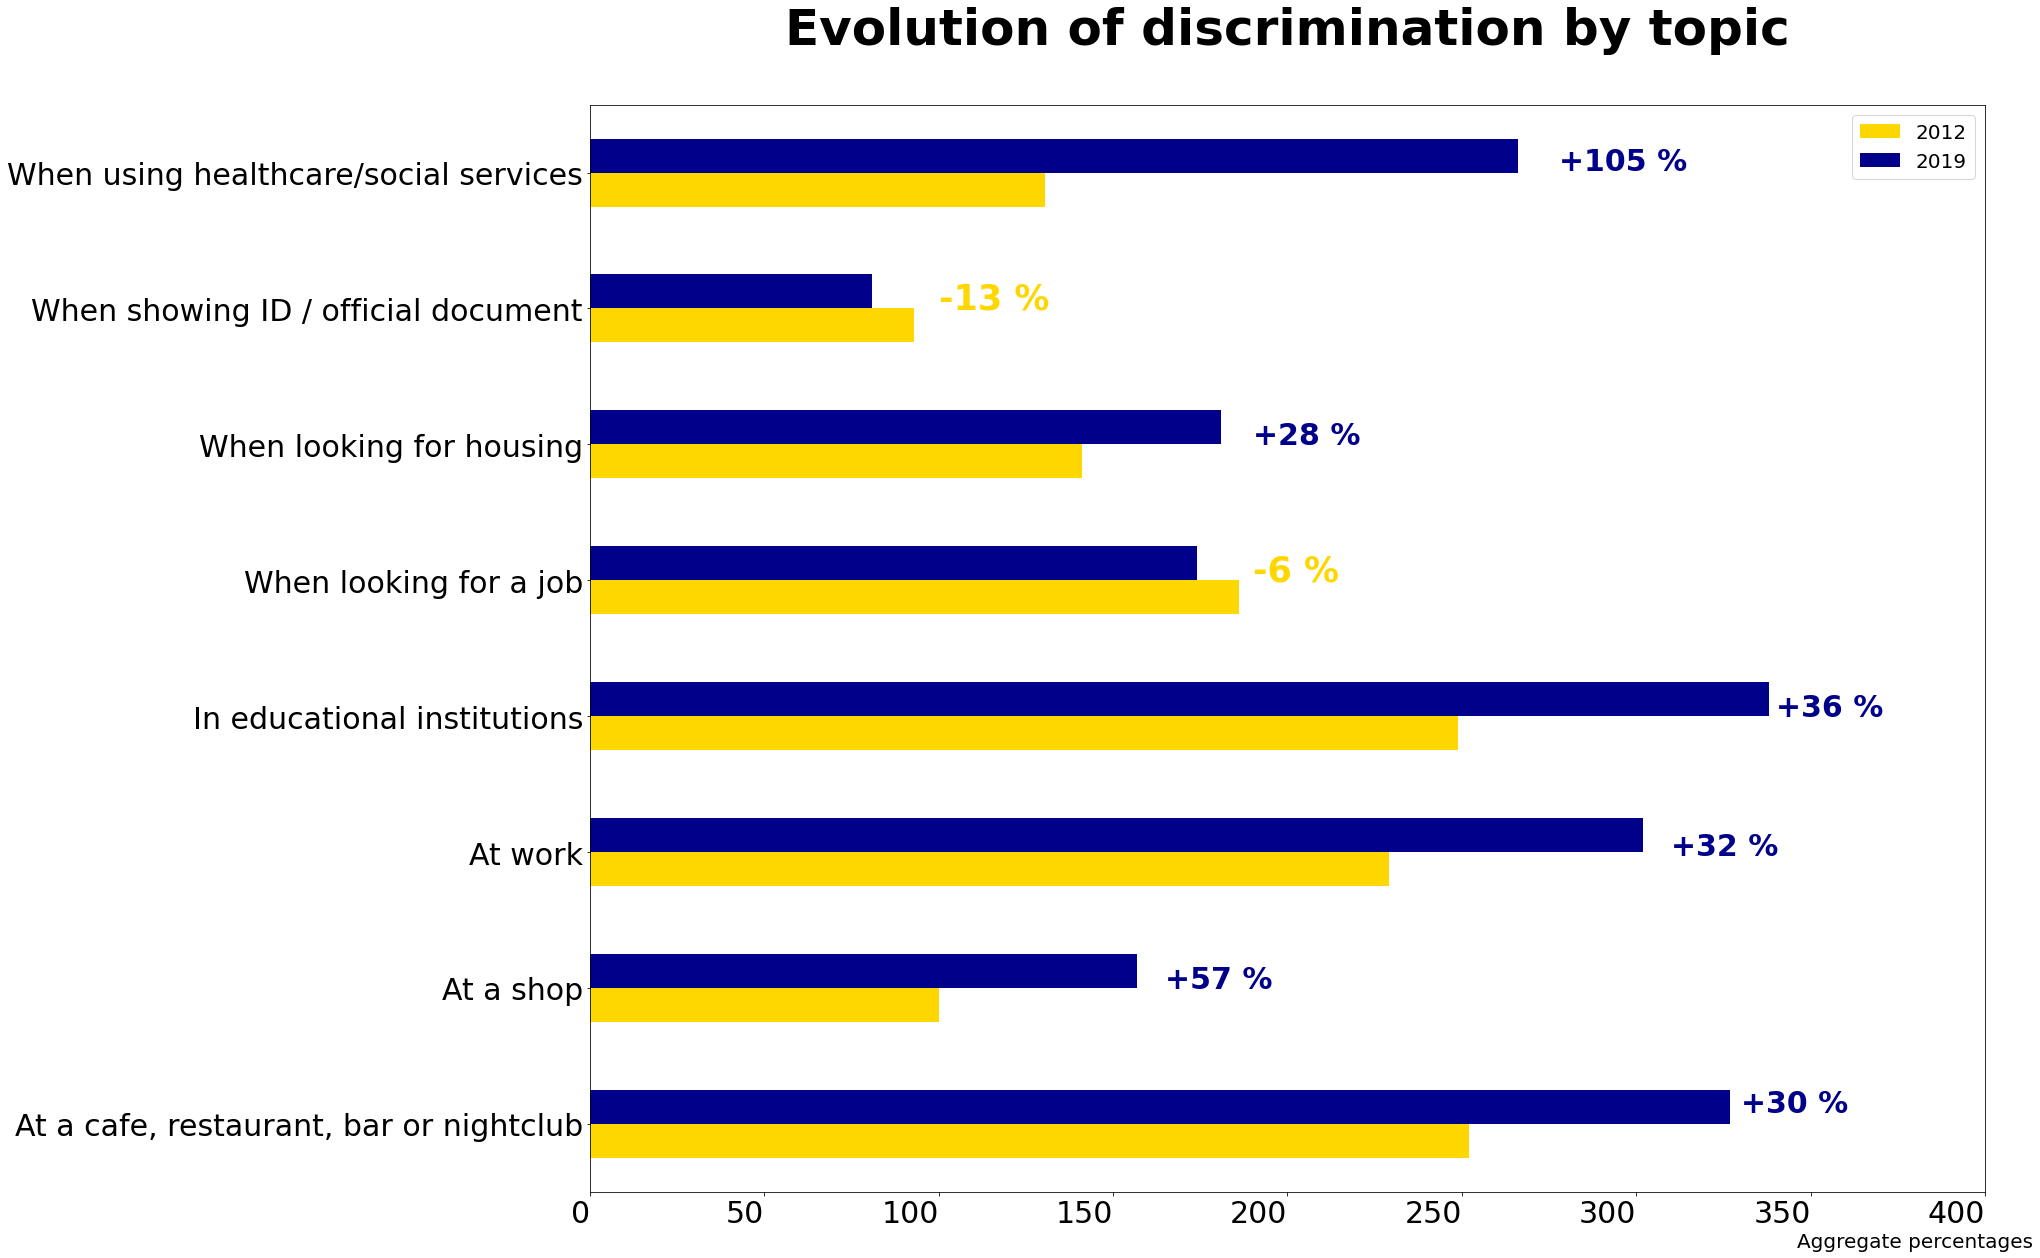 Evolution of discrimination by topic
2012
2019
When using healthcare/social services
+105 %
When showing ID / official document
-13 %
When looking for housing
+28 %
When looking for a job
-6 %
In educational institutions
+36 %
At work
+32 %
At a shop
+57 %
At a cafe, restaurant, bar or nightclub
+30 %
0 50 100 150 200 250 300 350 400
Aggregate percentages